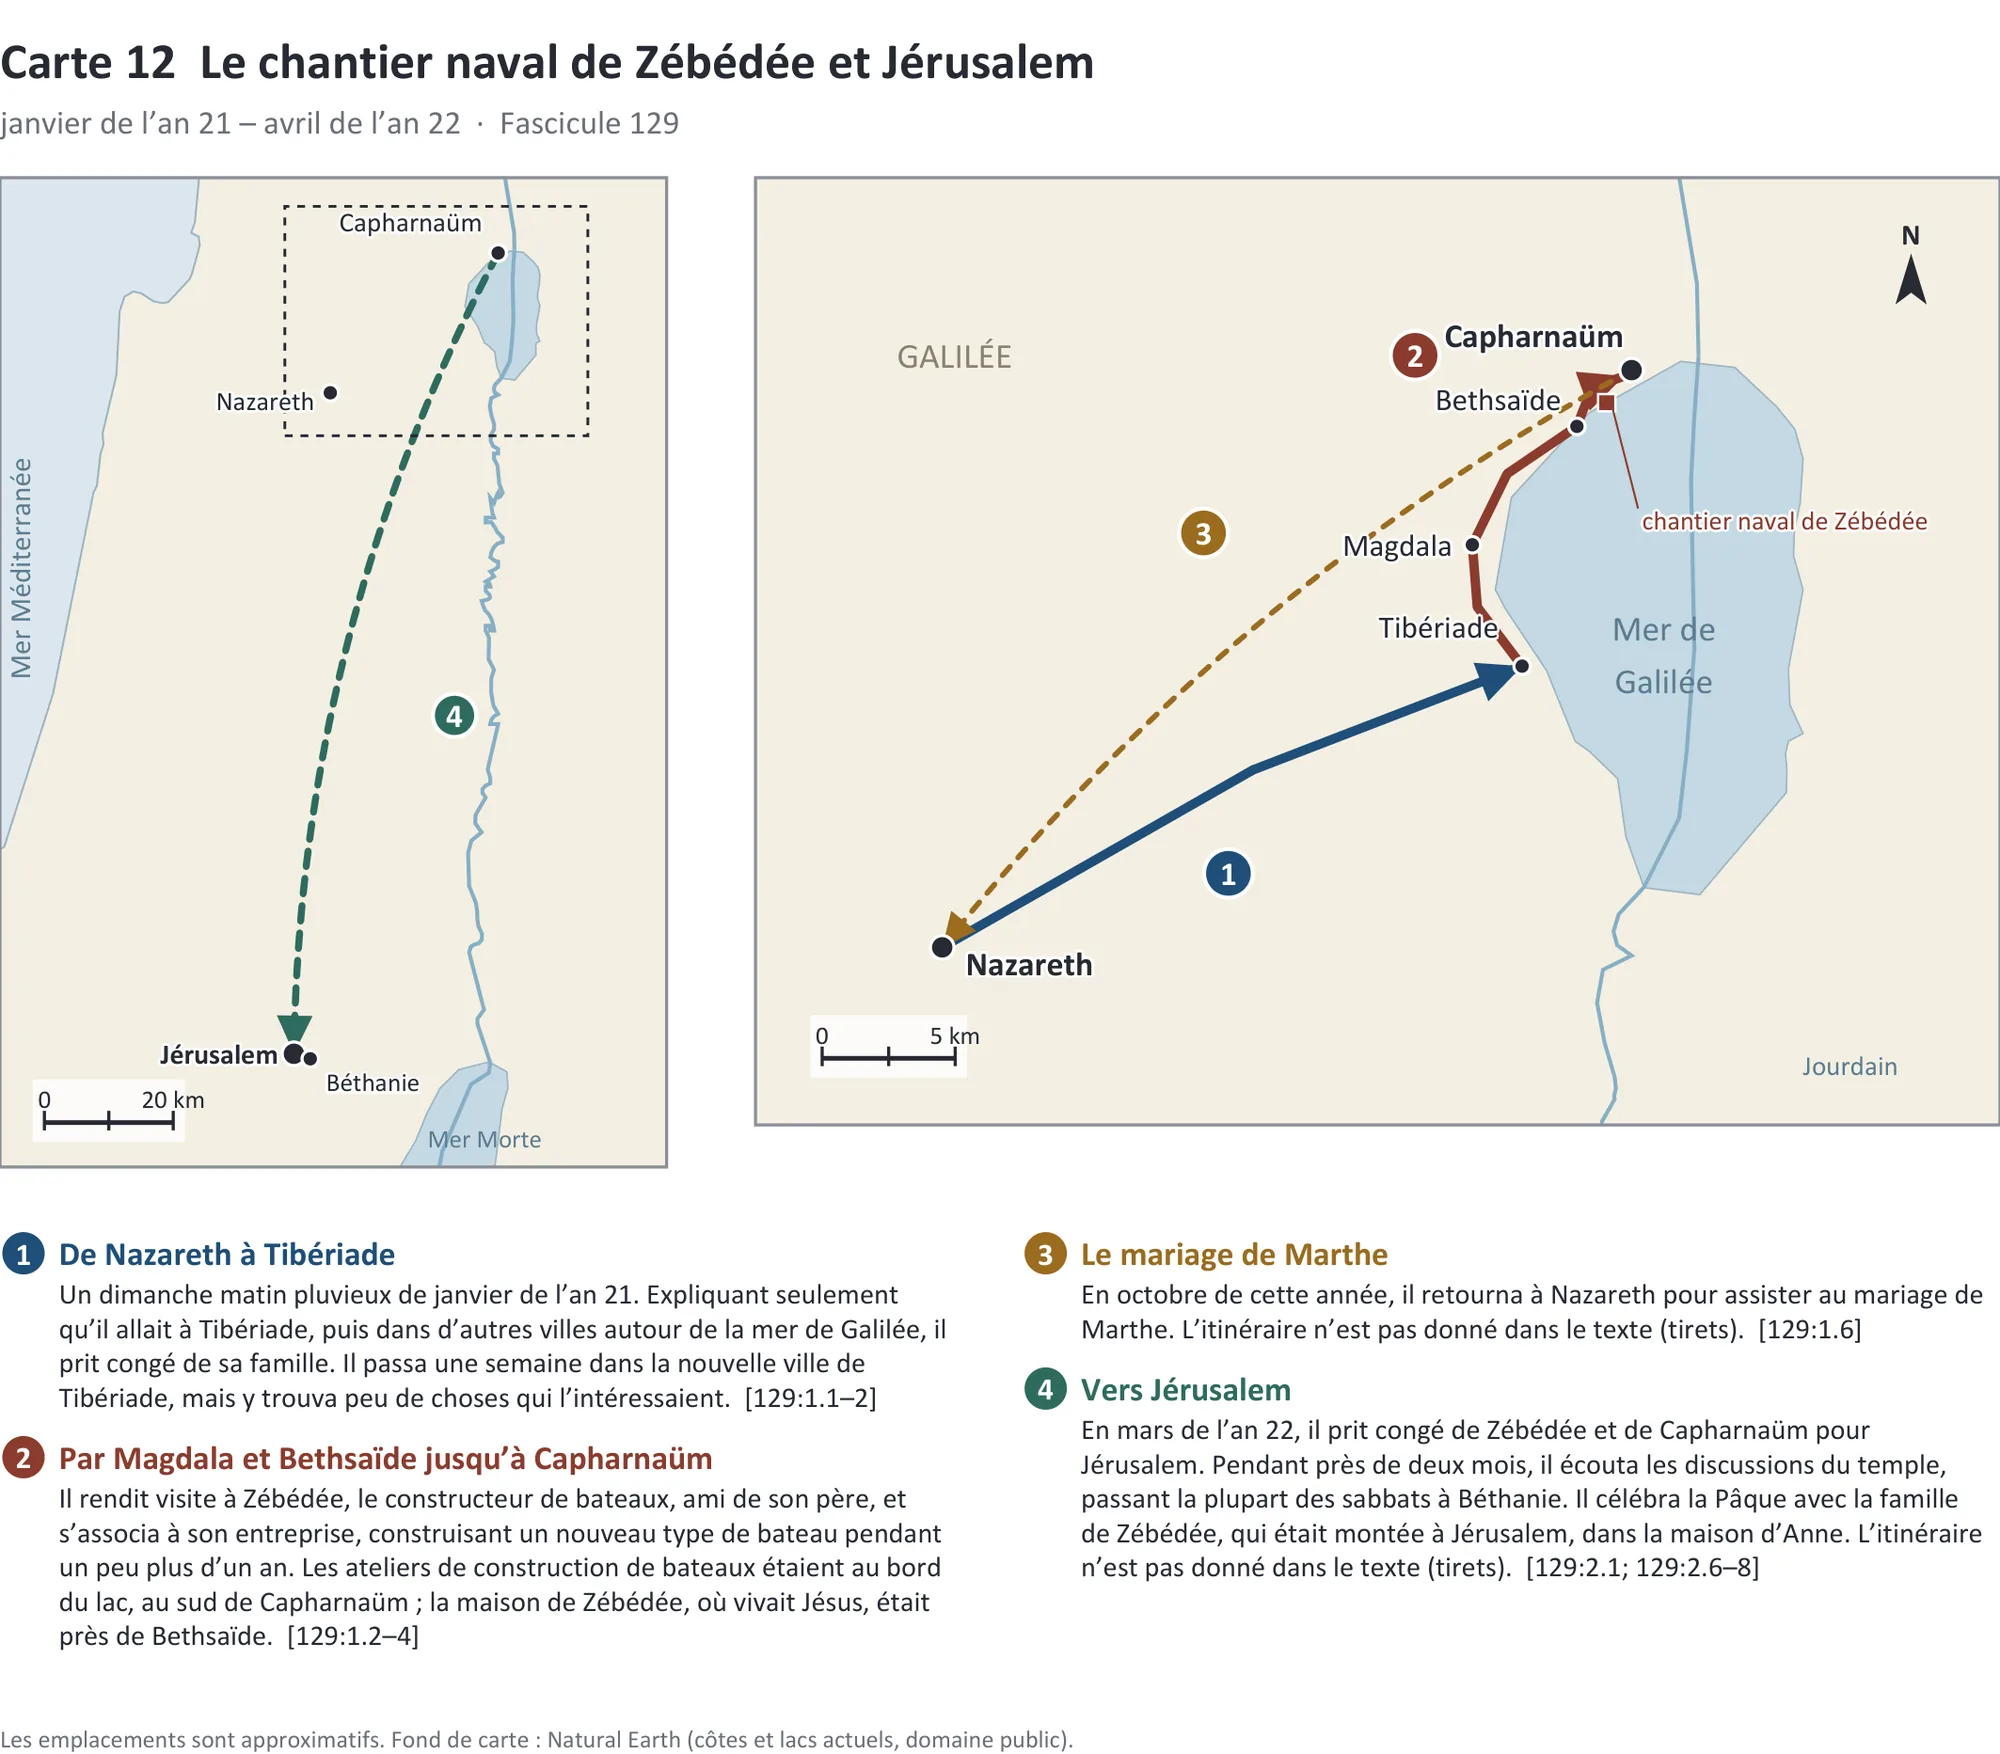 Carte 12  Le chantier naval de Zébédée et Jérusalem
janvier de l’an 21 – avril de l’an 22  ·  Fascicule 129
Capharnaüm
Nazareth
Mer Méditerranée
4
Jérusalem
Béthanie
0 20 km
Mer Morte
N
GALILÉE
2
Capharnaüm
Bethsaïde
3
chantier naval de Zébédée
Magdala
Tibériade
Mer de
Galilée
1
Nazareth
0 5 km
Jourdain
1 De Nazareth à Tibériade
Un dimanche matin pluvieux de janvier de l’an 21. Expliquant seulement
qu’il allait à Tibériade, puis dans d’autres villes autour de la mer de Galilée, il
prit congé de sa famille. Il passa une semaine dans la nouvelle ville de
Tibériade, mais y trouva peu de choses qui l’intéressaient.  [129:1.1–2]
2 Par Magdala et Bethsaïde jusqu’à Capharnaüm
Il rendit visite à Zébédée, le constructeur de bateaux, ami de son père, et
s’associa à son entreprise, construisant un nouveau type de bateau pendant
un peu plus d’un an. Les ateliers de construction de bateaux étaient au bord
du lac, au sud de Capharnaüm ; la maison de Zébédée, où vivait Jésus, était
près de Bethsaïde.  [129:1.2–4]
3 Le mariage de Marthe
En octobre de cette année, il retourna à Nazareth pour assister au mariage de
Marthe. L’itinéraire n’est pas donné dans le texte (tirets).  [129:1.6]
4 Vers Jérusalem
En mars de l’an 22, il prit congé de Zébédée et de Capharnaüm pour
Jérusalem. Pendant près de deux mois, il écouta les discussions du temple,
passant la plupart des sabbats à Béthanie. Il célébra la Pâque avec la famille
de Zébédée, qui était montée à Jérusalem, dans la maison d’Anne. L’itinéraire
n’est pas donné dans le texte (tirets).  [129:2.1; 129:2.6–8]
Les emplacements sont approximatifs. Fond de carte : Natural Earth (côtes et lacs actuels, domaine public).